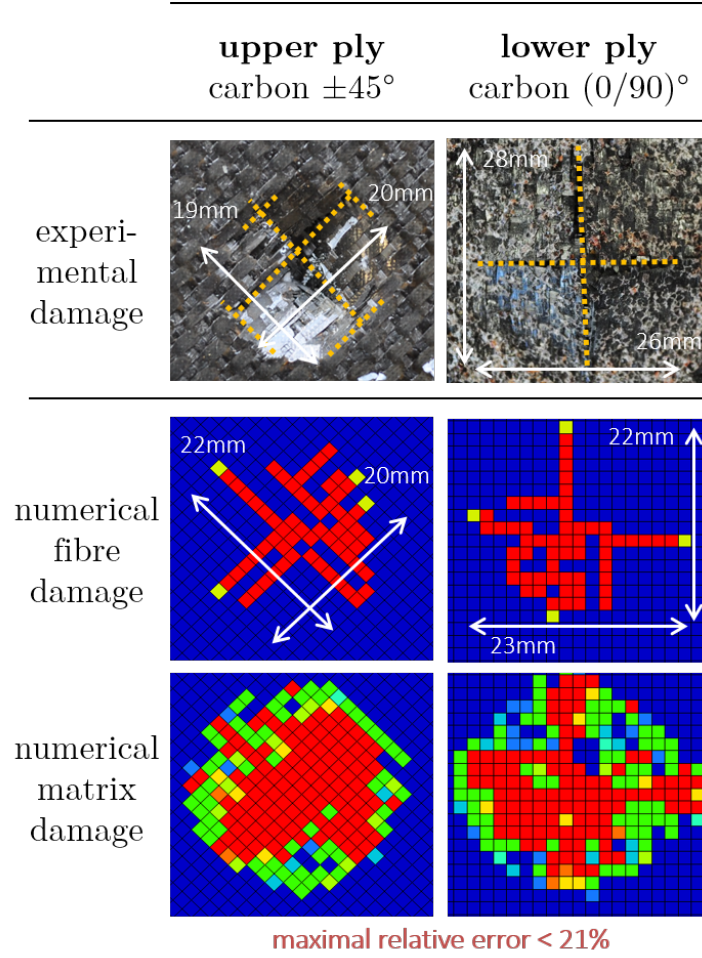 upper ply
carbon ±45°
lower ply
carbon (0/90)°
experi-
mental
damage
19mm
20mm
28mm
26mm
numerical
fibre
damage
22mm
20mm
22mm
23mm
numerical
matrix
damage
maximal relative error < 21%